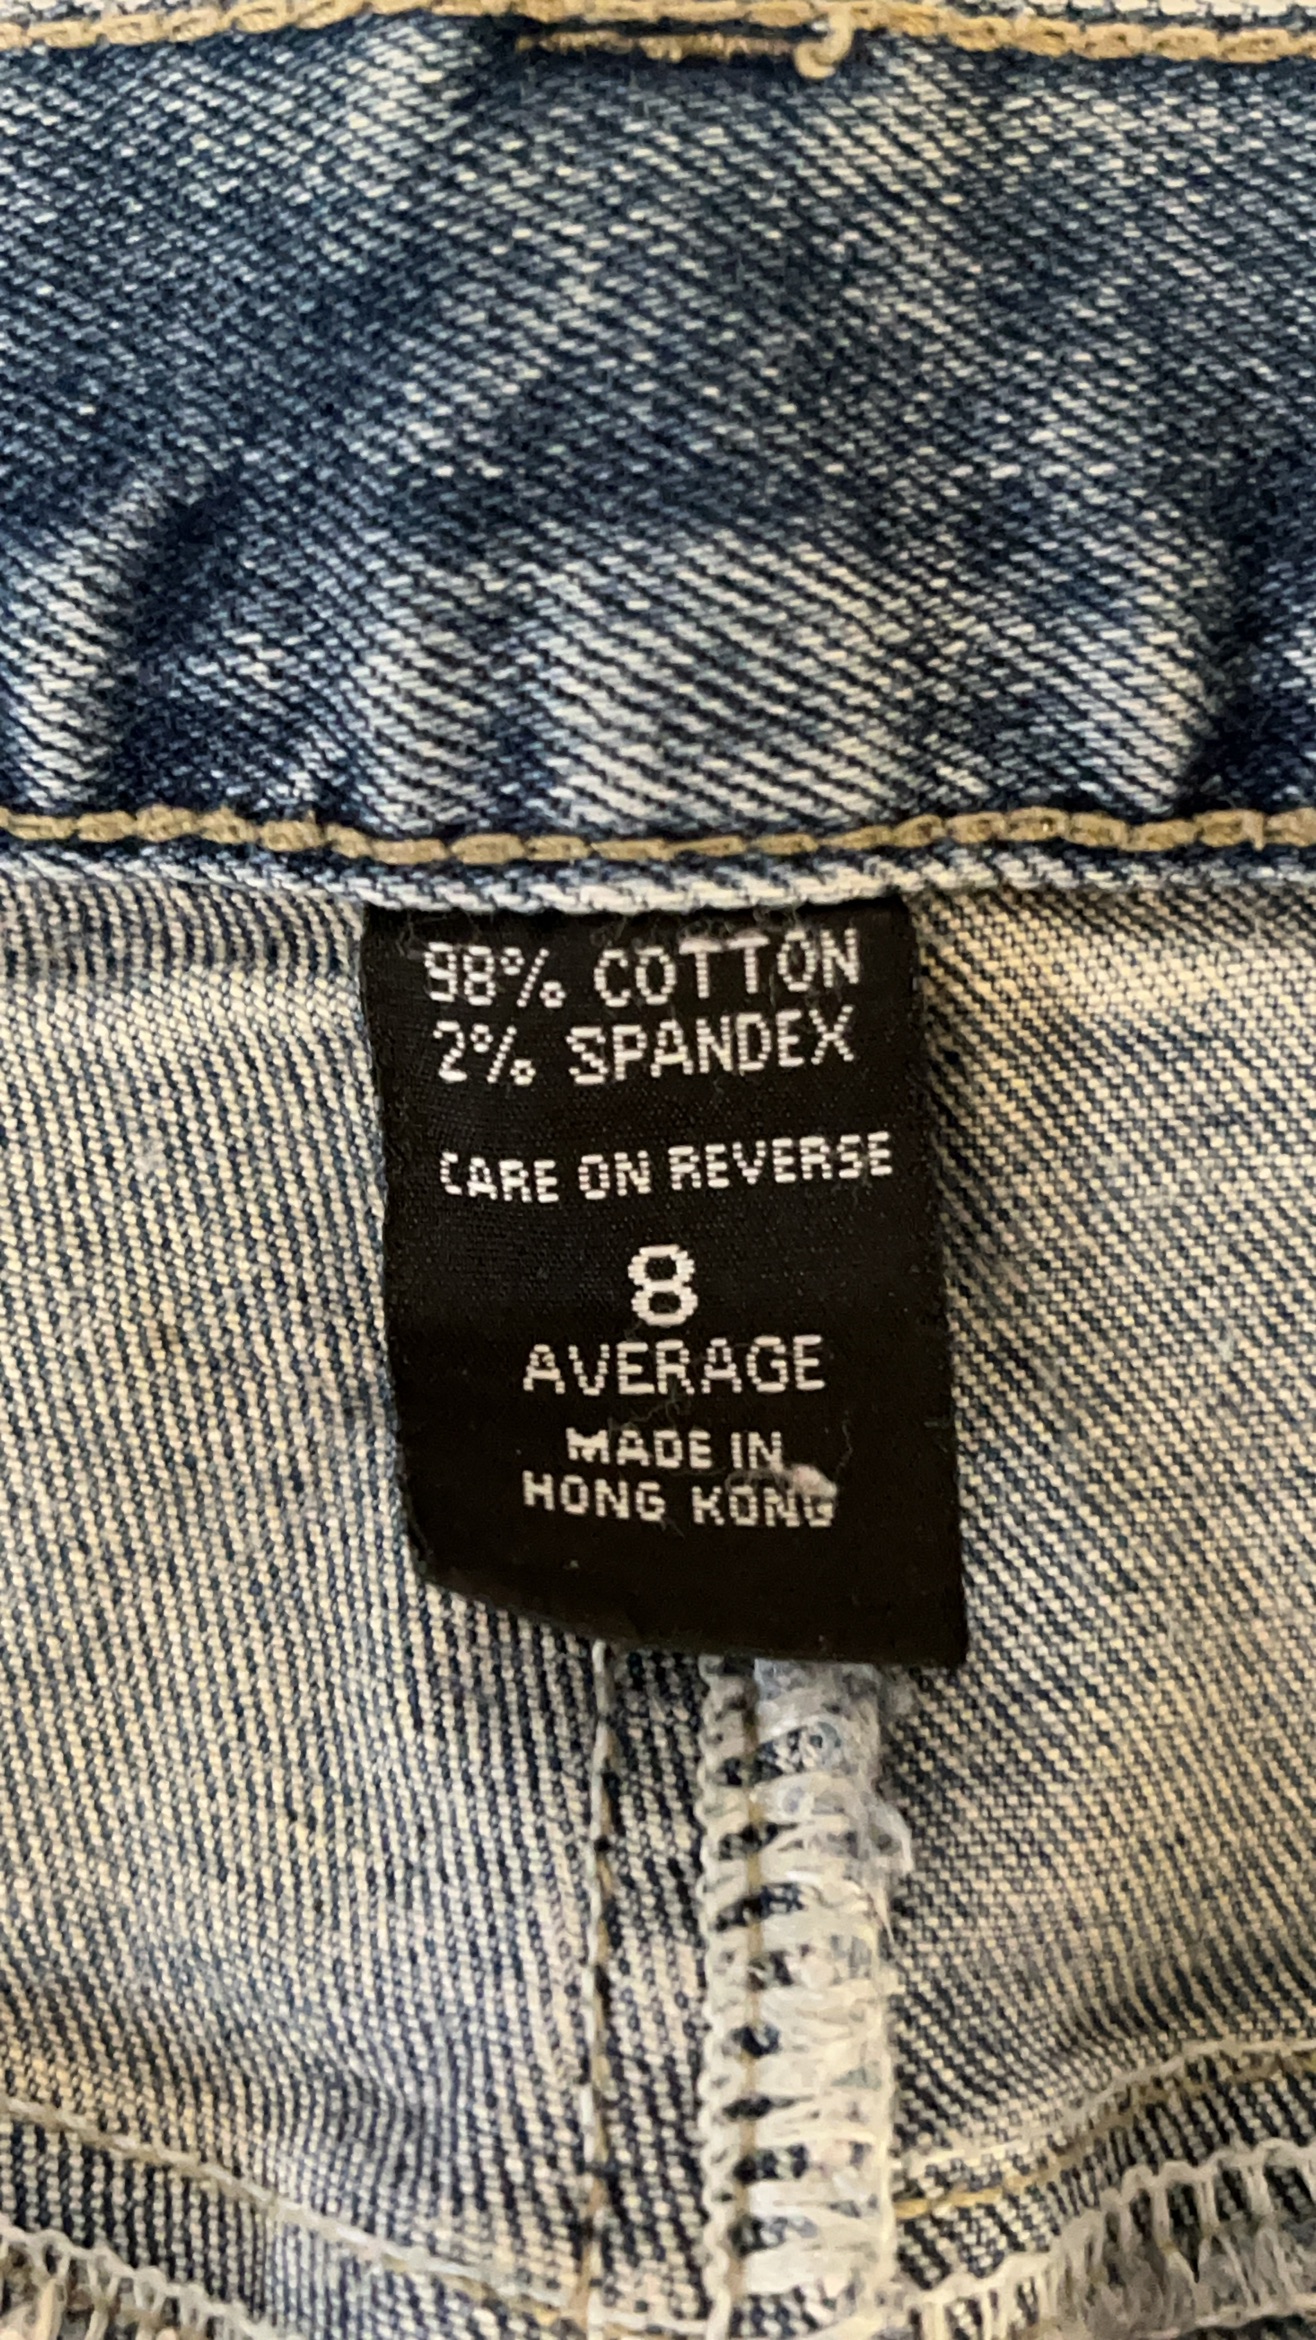 98% COTTON
2% SPANDEX
CARE ON REVERSE
8
AVERAGE
MADE IN
HONG KONG